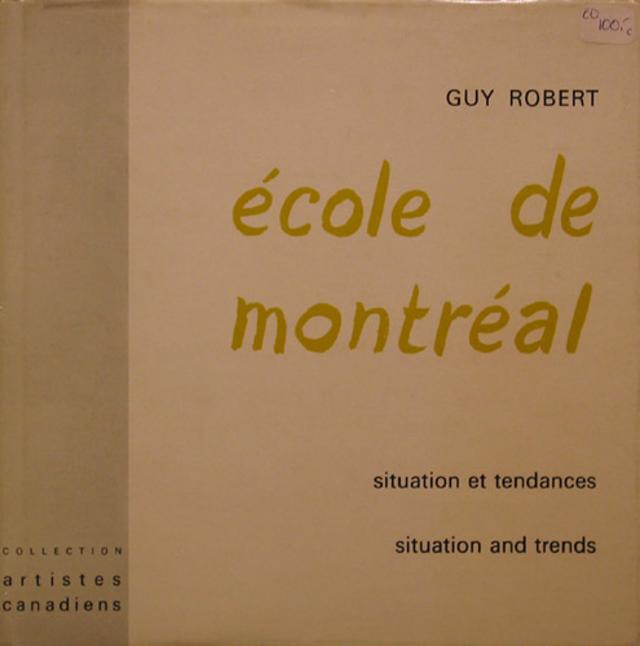 GUY ROBERT
école de
montréal
situation et tendances
situation and trends
COLLECTION
artistes
canadiens